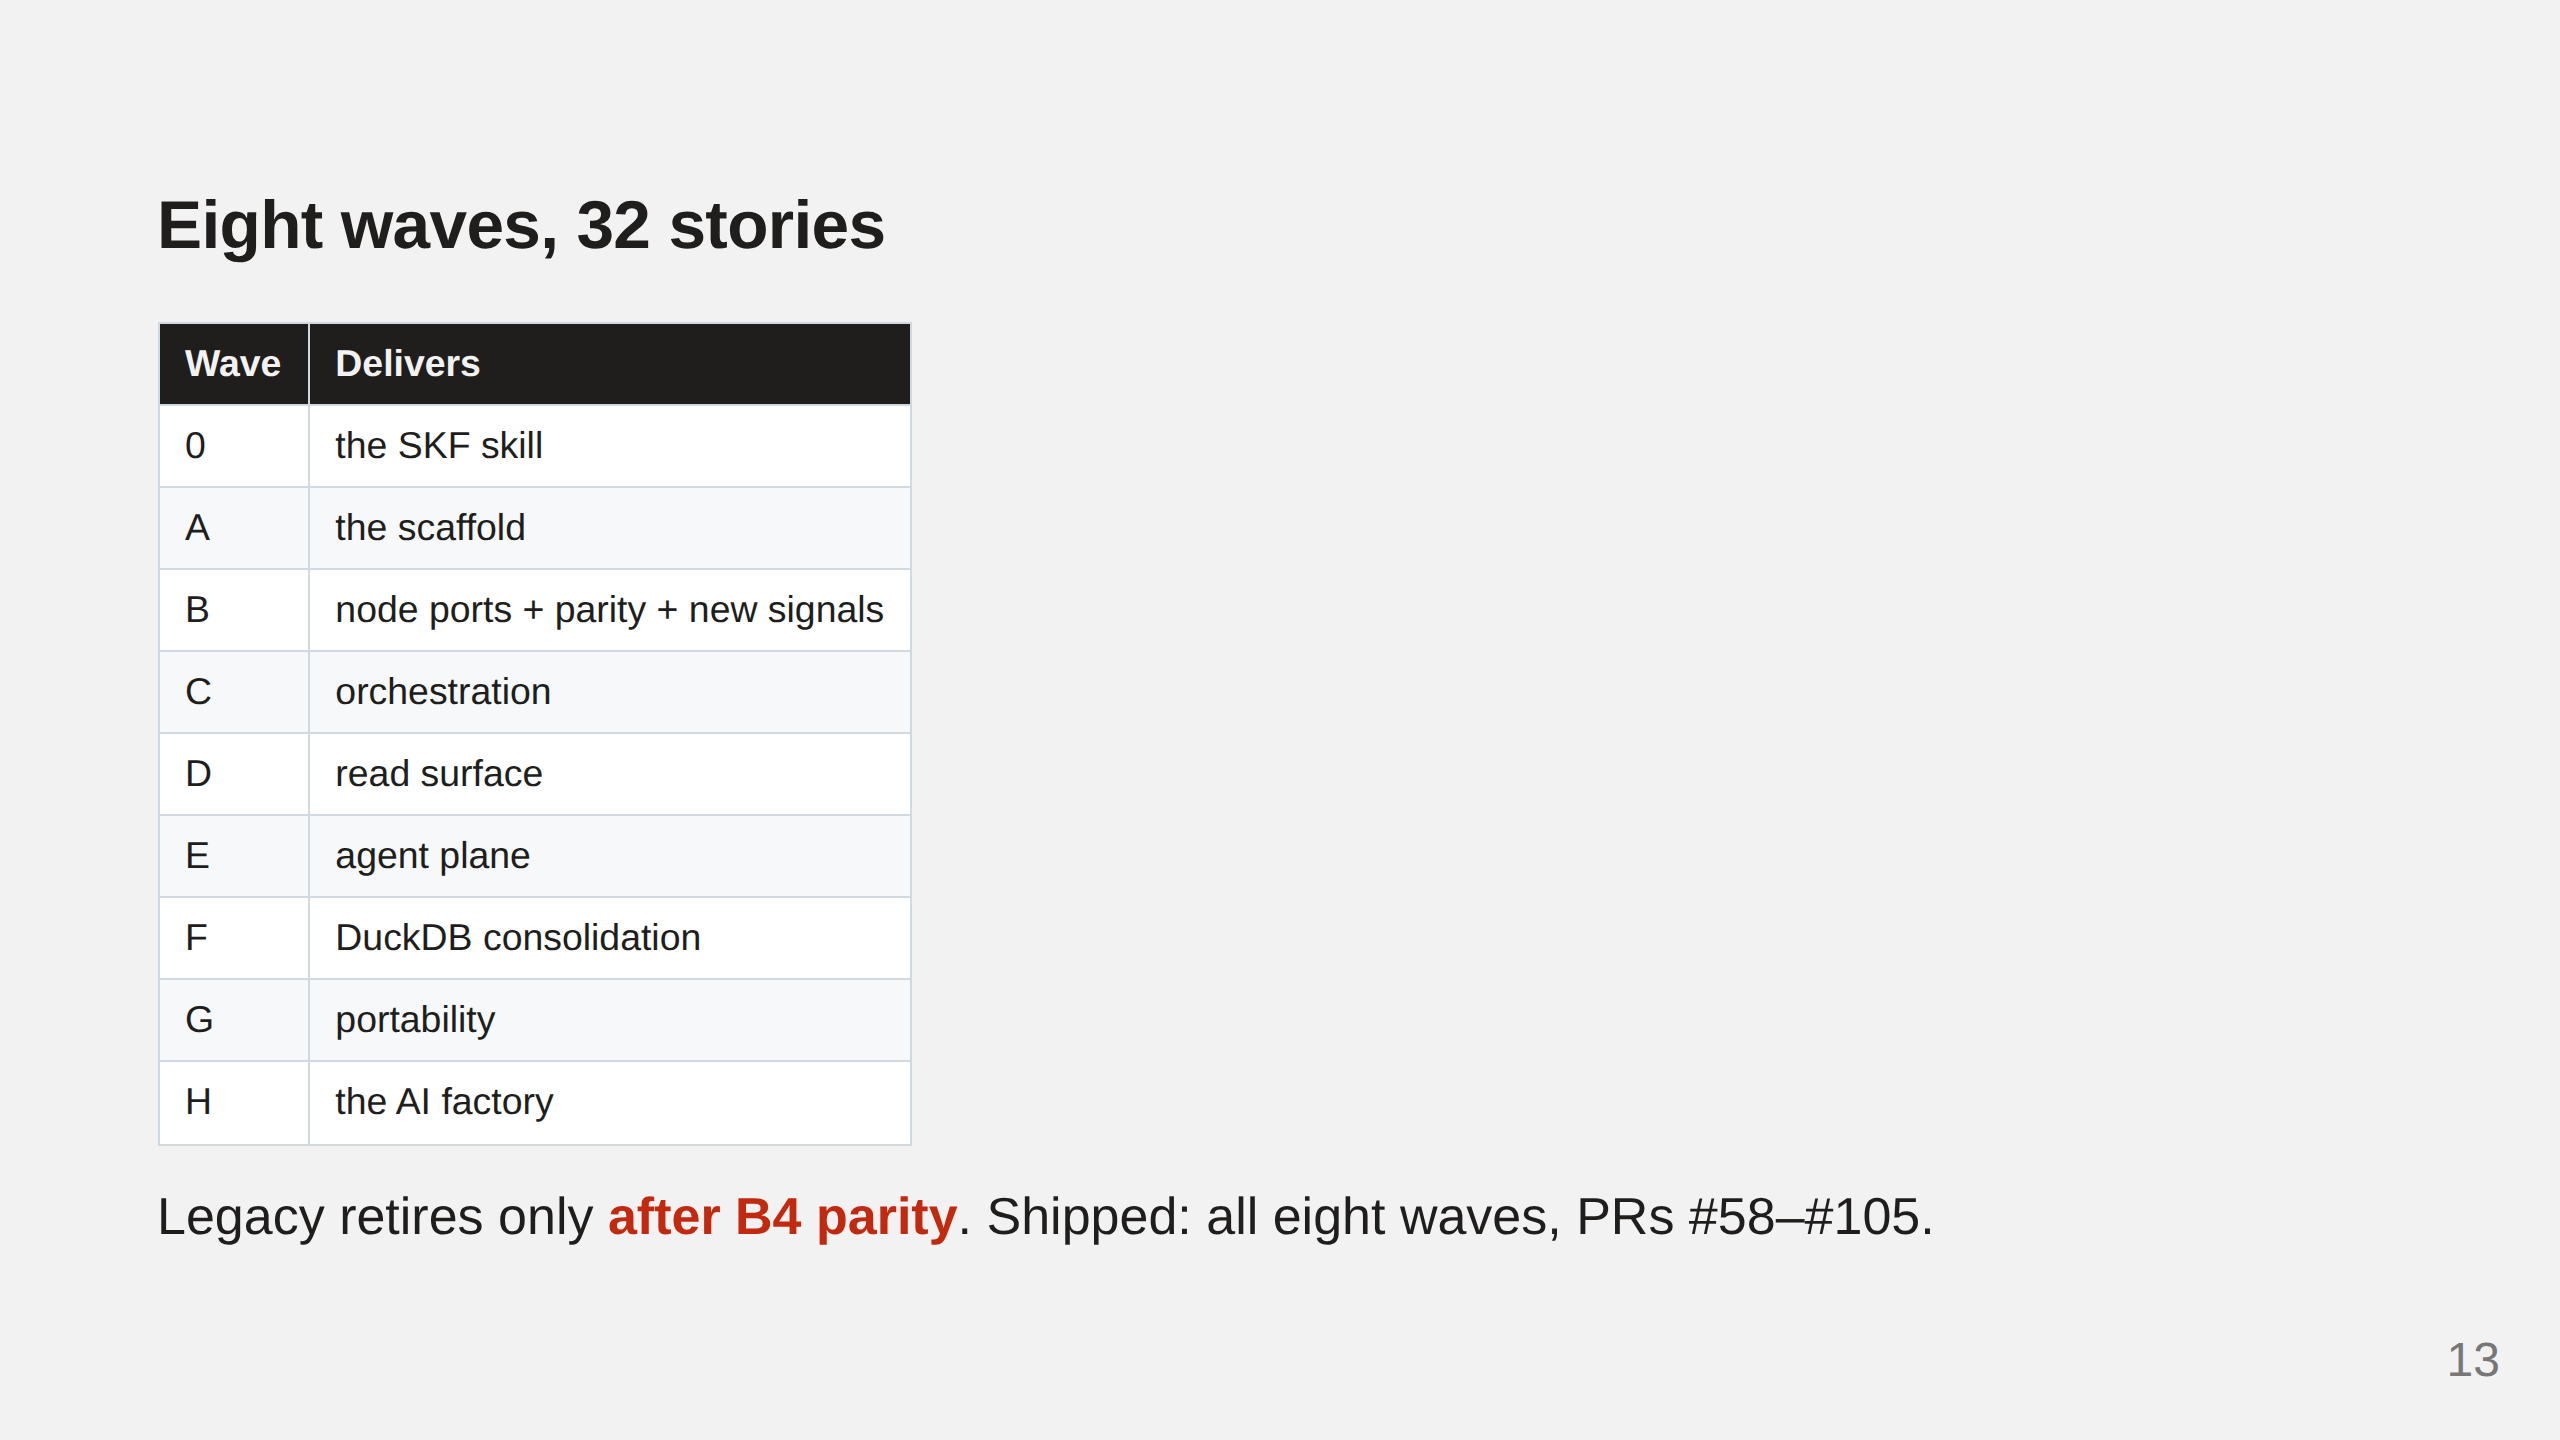 Eight waves, 32 stories
Wave Delivers
0 the SKF skill
A the scaffold
B node ports + parity + new signals
C orchestration
D read surface
E agent plane
F DuckDB consolidation
G portability
H the AI factory
Legacy retires only after B4 parity. Shipped: all eight waves, PRs #58–#105.
13